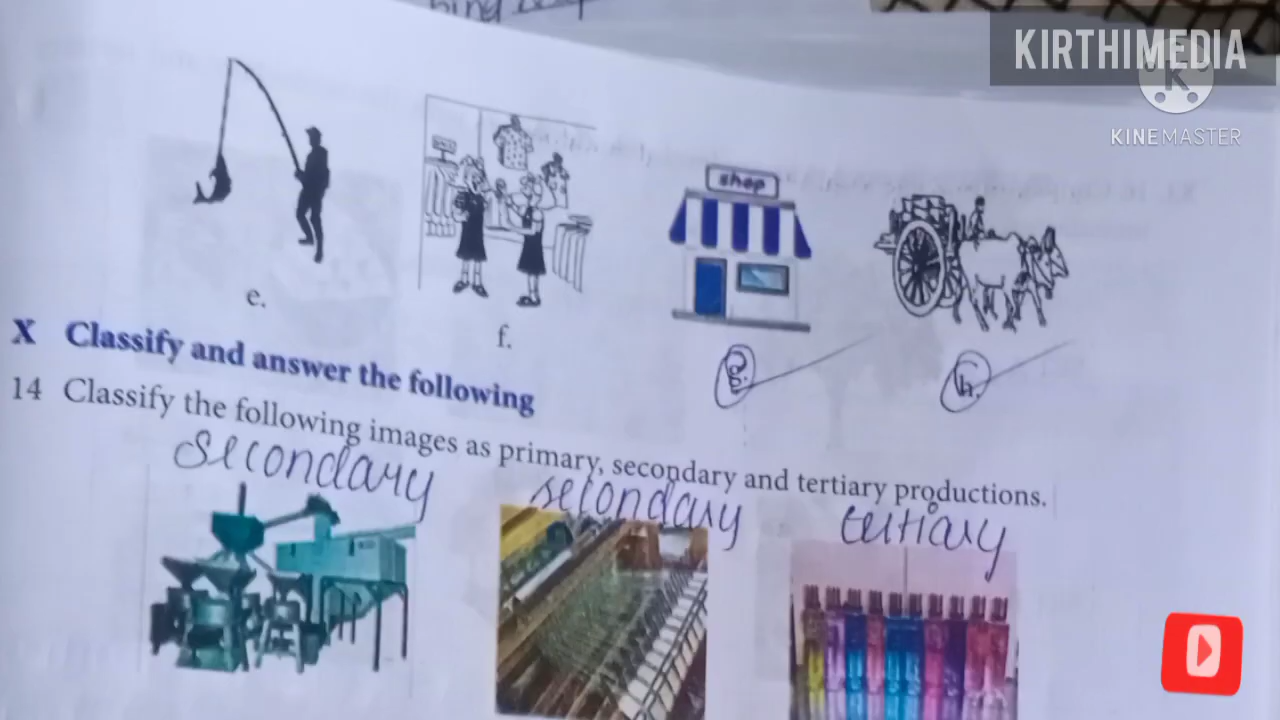 KIRTHIMEDIA
K
KINEMASTER
shop
e.
f.
g.
h.
X Classify and answer the following
14 Classify the following images as primary, secondary and tertiary productions.
secondary
secondary
tertiary